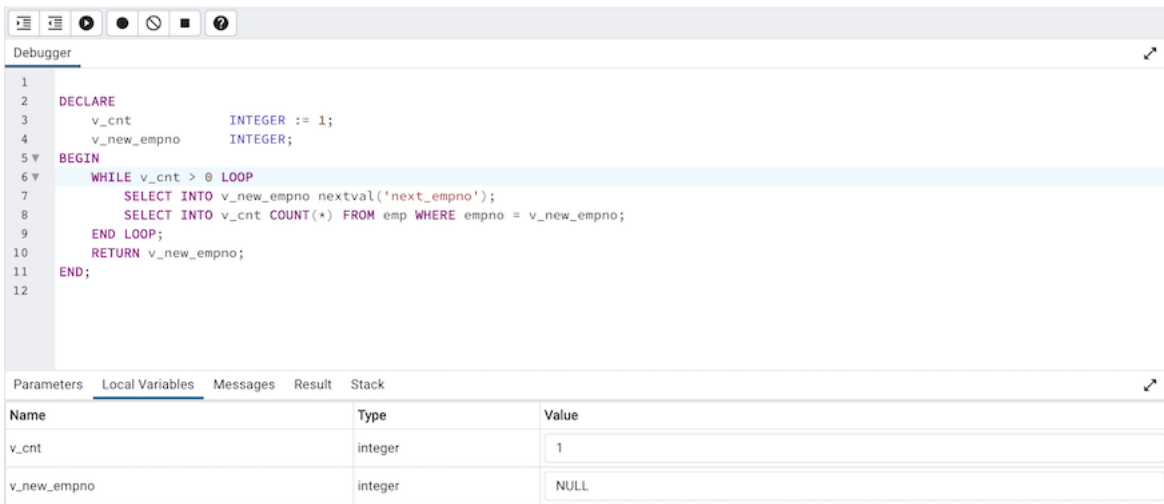 Debugger
1
2 DECLARE
3 v_cnt INTEGER := 1;
4 v_new_empno INTEGER;
5 BEGIN
6 WHILE v_cnt > 0 LOOP
7 SELECT INTO v_new_empno nextval('next_empno');
8 SELECT INTO v_cnt COUNT(*) FROM emp WHERE empno = v_new_empno;
9 END LOOP;
10 RETURN v_new_empno;
11 END;
12
Parameters Local Variables Messages Result Stack
Name Type Value
v_cnt integer 1
v_new_empno integer NULL